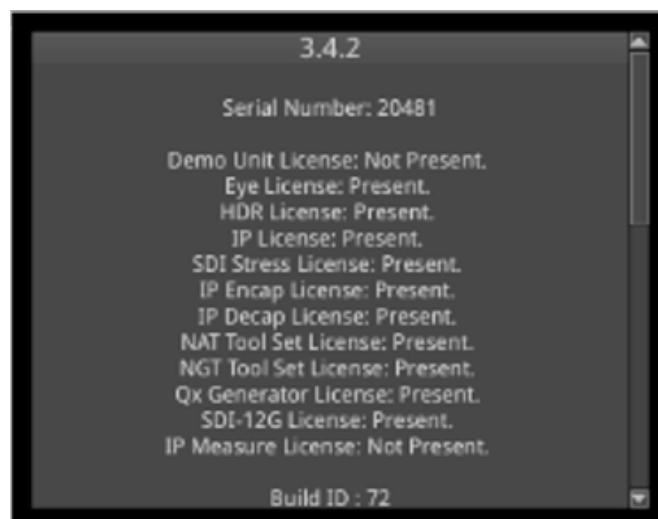 3.4.2
Serial Number: 20481
Demo Unit License: Not Present.
Eye License: Present.
HDR License: Present.
IP License: Present.
SDI Stress License: Present.
IP Encap License: Present.
IP Decap License: Present.
NAT Tool Set License: Present.
NGT Tool Set License: Present.
Qx Generator License: Present.
SDI-12G License: Present.
IP Measure License: Not Present.
Build ID : 72